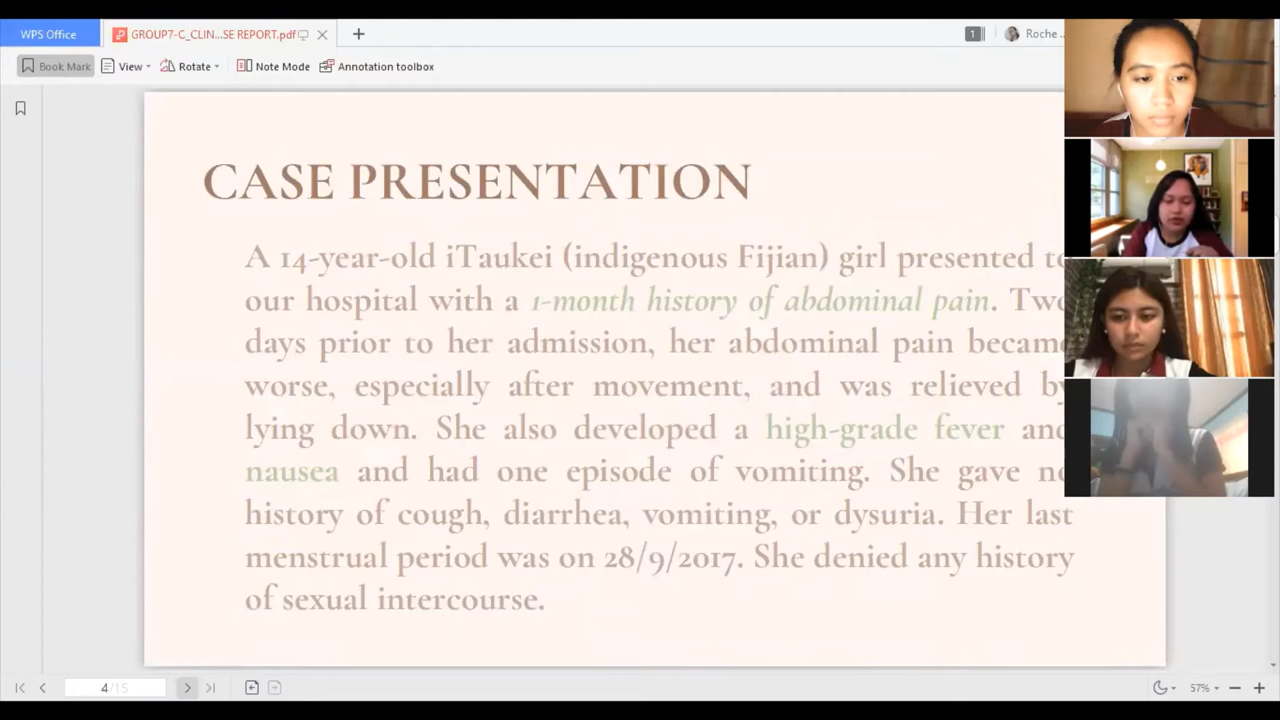 WPS Office
GROUP7-C_CLIN...SE REPORT.pdf
1
Roche ...
Book Mark
View
Rotate
Note Mode
Annotation toolbox
CASE PRESENTATION
A 14-year-old iTaukei (indigenous Fijian) girl presented to
our hospital with a 1-month history of abdominal pain. Two
days prior to her admission, her abdominal pain became
worse, especially after movement, and was relieved by
lying down. She also developed a high-grade fever and
nausea and had one episode of vomiting. She gave no
history of cough, diarrhea, vomiting, or dysuria. Her last
menstrual period was on 28/9/2017. She denied any history
of sexual intercourse.
4/15
57%